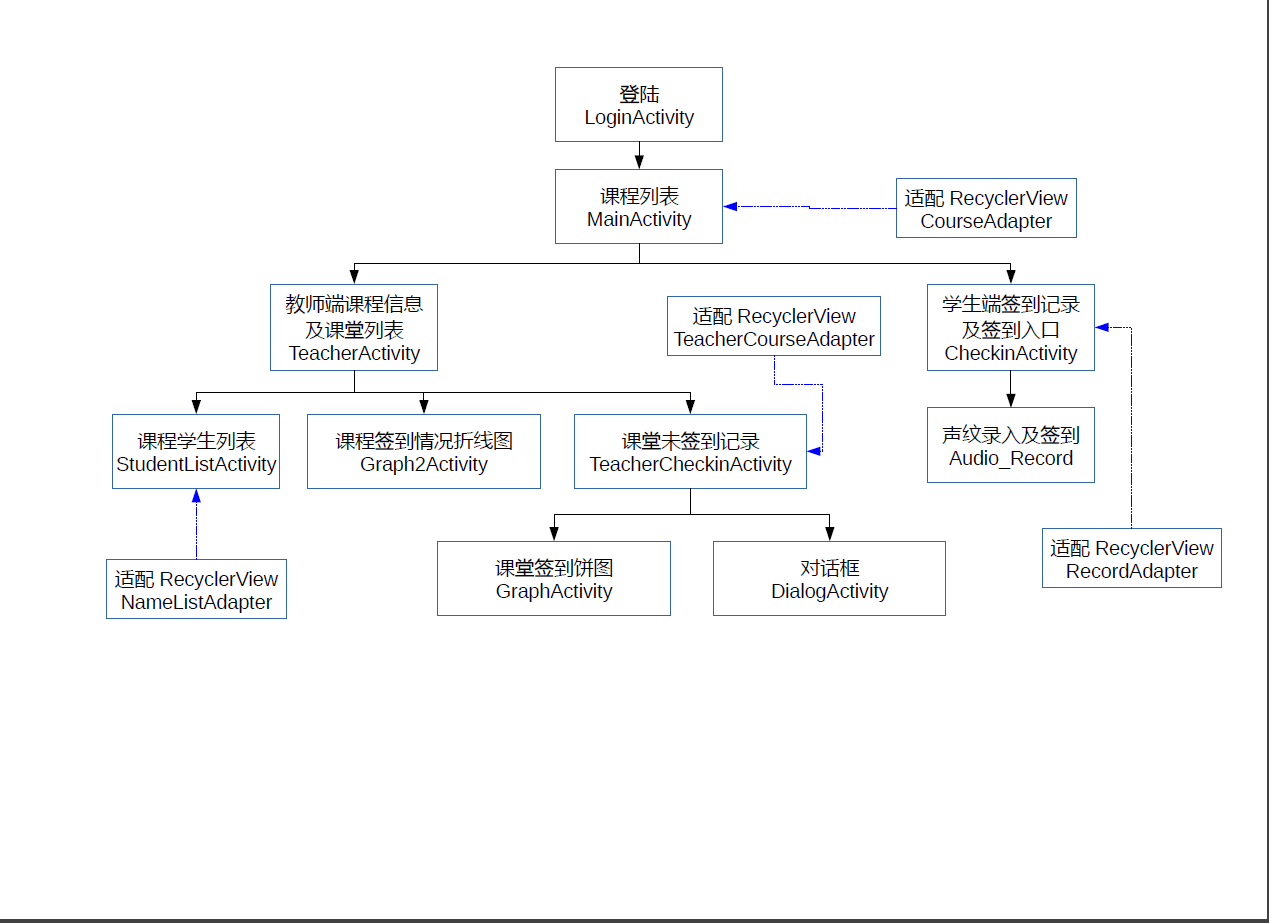 登陆
LoginActivity
课程列表
MainActivity
适配 RecyclerView
CourseAdapter
教师端课程信息
及课堂列表
TeacherActivity
适配 RecyclerView
TeacherCourseAdapter
学生端签到记录
及签到入口
CheckinActivity
课程学生列表
StudentListActivity
课程签到情况折线图
Graph2Activity
课堂未签到记录
TeacherCheckinActivity
声纹录入及签到
Audio_Record
适配 RecyclerView
NameListAdapter
课堂签到饼图
GraphActivity
对话框
DialogActivity
适配 RecyclerView
RecordAdapter